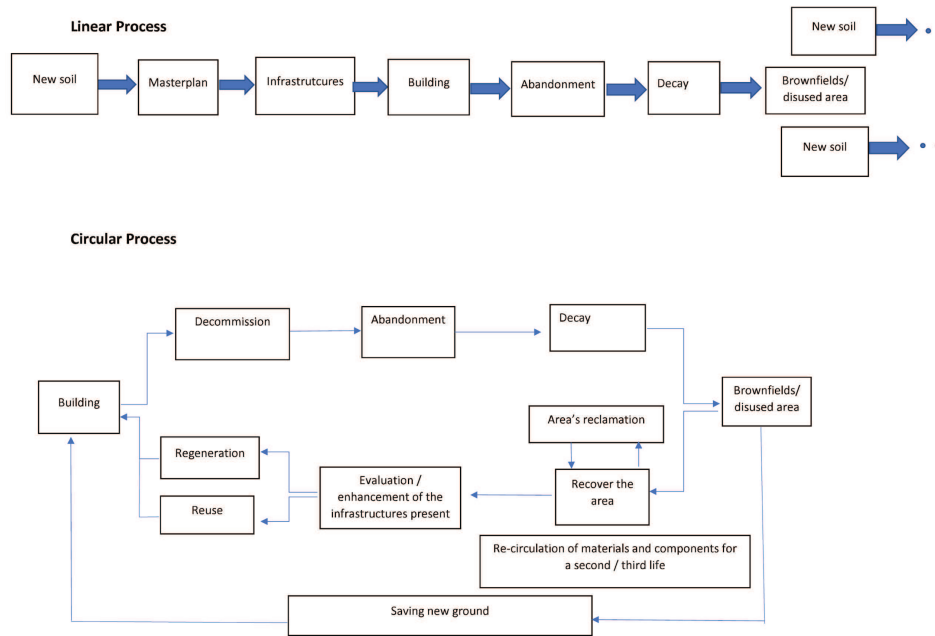 Linear Process
New soil
New soil
Masterplan
Infrastrutcures
Building
Abandonment
Decay
Brownfields/
disused area
New soil
Circular Process
Decommission
Abandonment
Decay
Building
Brownfields/
disused area
Area's reclamation
Regeneration
Evaluation /
enhancement of the
infrastructures present
Recover the
area
Reuse
Re-circulation of materials and components for
a second / third life
Saving new ground